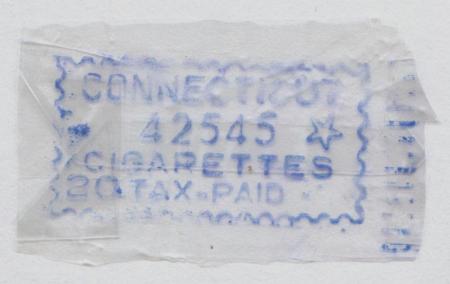 CONNECTICUT
42545 ☆
CIGARETTES
20 TAX-PAID